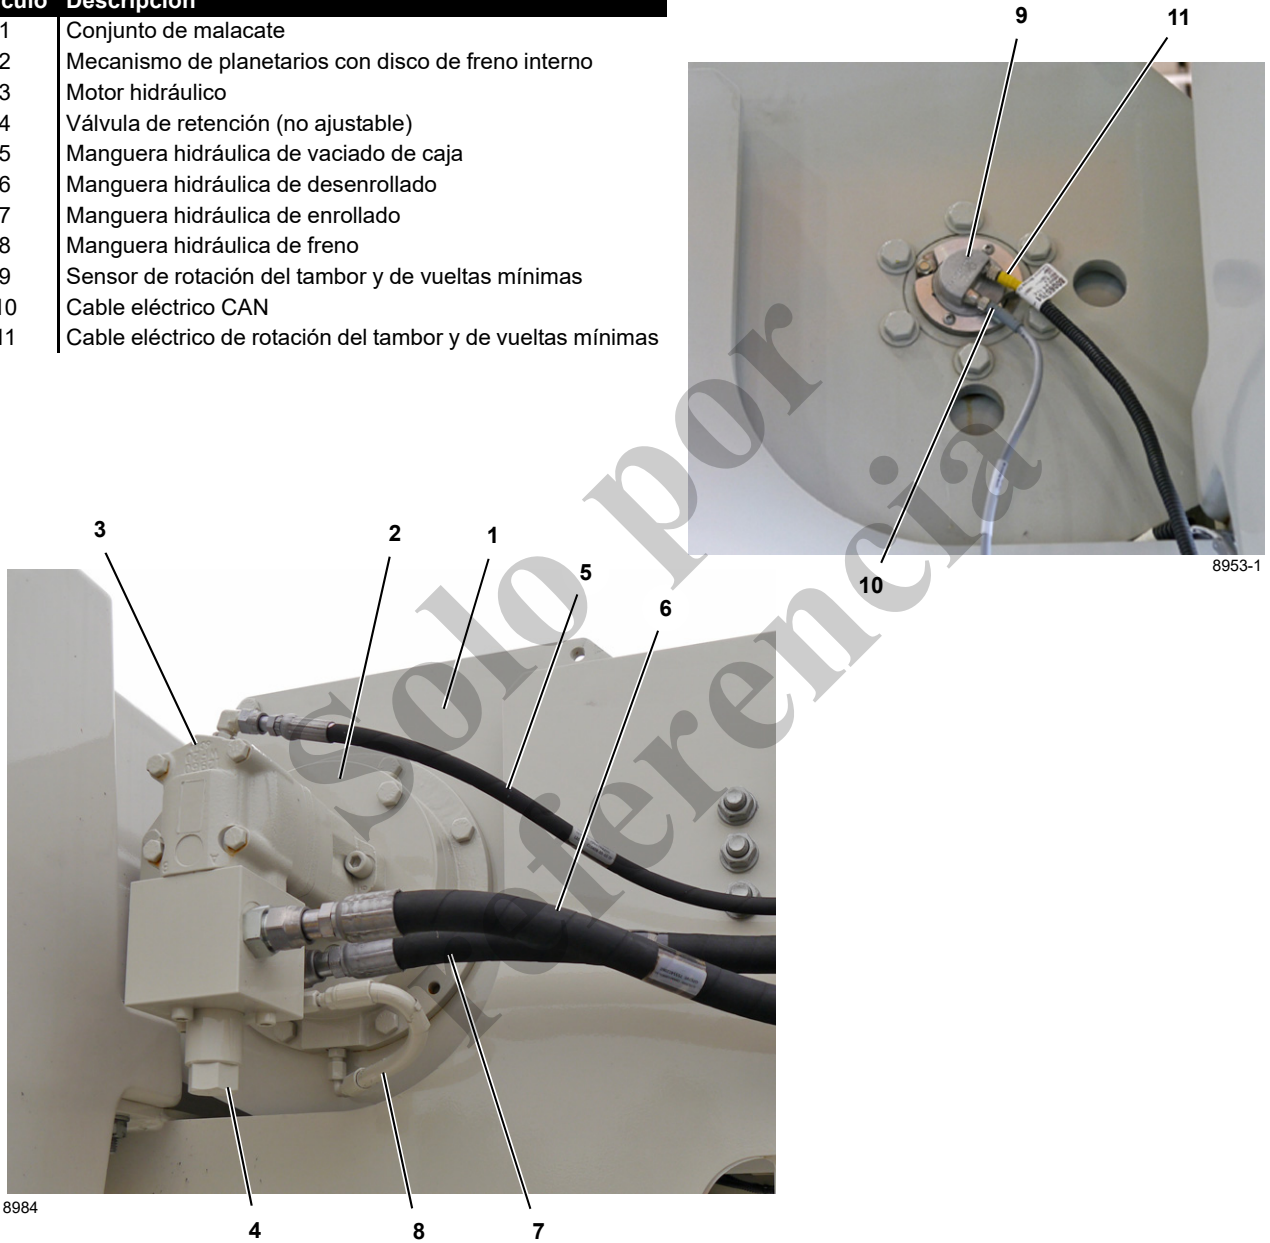 culo Descripción
1 Conjunto de malacate
2 Mecanismo de planetarios con disco de freno interno
3 Motor hidráulico
4 Válvula de retención (no ajustable)
5 Manguera hidráulica de vaciado de caja
6 Manguera hidráulica de desenrollado
7 Manguera hidráulica de enrollado
8 Manguera hidráulica de freno
9 Sensor de rotación del tambor y de vueltas mínimas
10 Cable eléctrico CAN
11 Cable eléctrico de rotación del tambor y de vueltas mínimas
9 11
10
8953-1
3 2 1
5
6
4 8 7
8984
Solo por
referencia